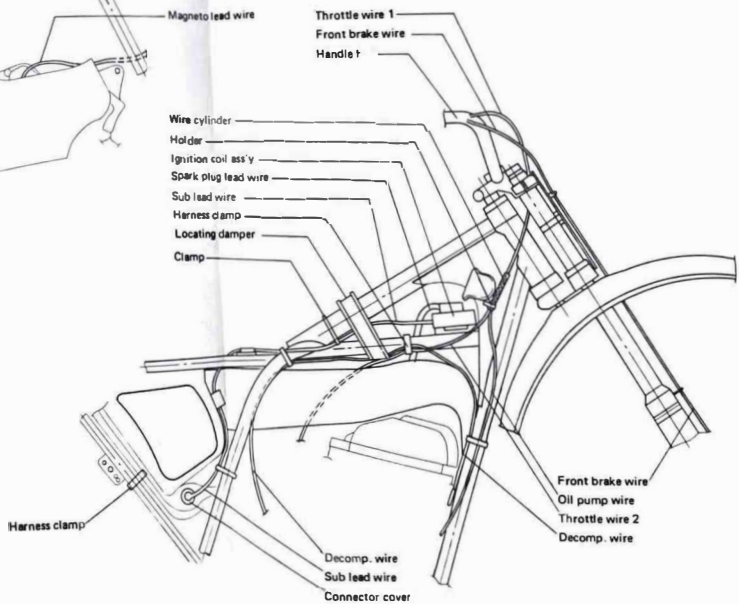 Magneto lead wire
Throttle wire 1
Front brake wire
Handle
Wire cylinder
Holder
Ignition coil ass'y
Spark plug lead wire
Sub lead wire
Harness clamp
Locating damper
Clamp
Front brake wire
Oil pump wire
Throttle wire 2
Decomp. wire
Harness clamp
Decomp. wire
Sub lead wire
Connector cover